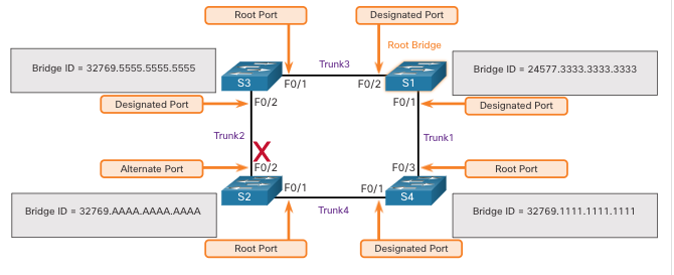 Root Port
Designated Port
Root Bridge
Bridge ID = 32769.5555.5555.5555
Trunk3
Bridge ID = 24577.3333.3333.3333
S3
F0/1
F0/2
S1
Designated Port
F0/2
F0/1
Designated Port
Trunk2
Trunk1
X
Alternate Port
F0/2
F0/3
Root Port
S2
F0/1
F0/1
S4
Bridge ID = 32769.AAAA.AAAA.AAAA
Trunk4
Bridge ID = 32769.1111.1111.1111
Root Port
Designated Port